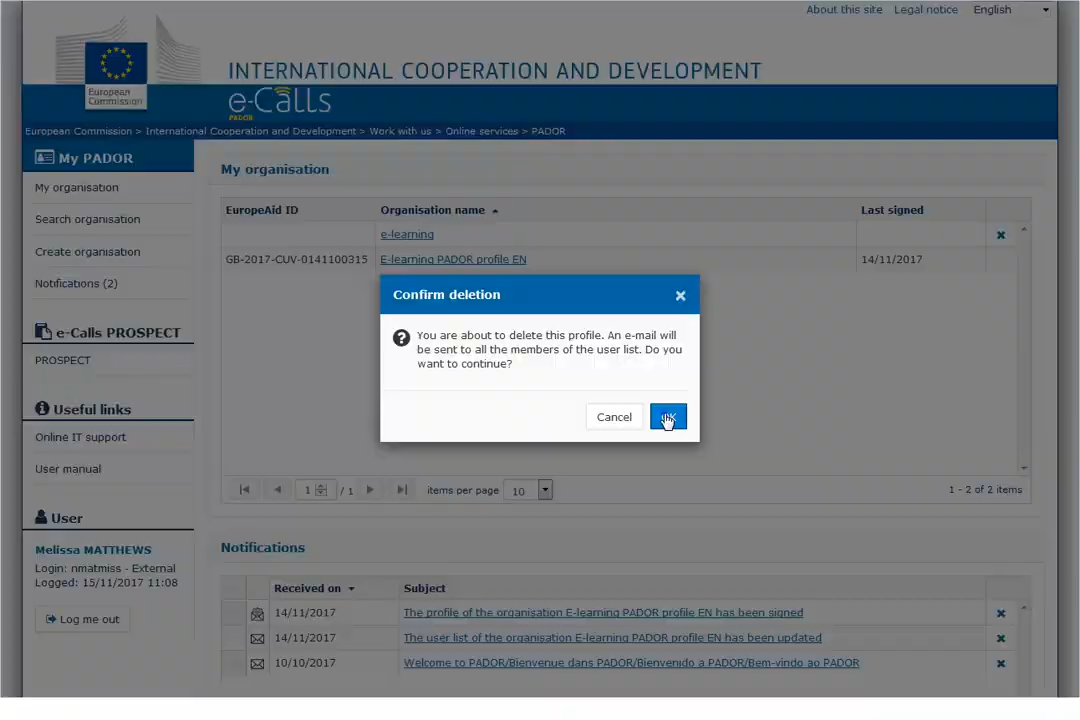 About this site Legal notice English
European
Commission
INTERNATIONAL COOPERATION AND DEVELOPMENT
e-Calls
PADOR
European Commission > International Cooperation and Development > Work with us > Online services > PADOR
My PADOR
My organisation
Search organisation
Create organisation
Notifications (2)
e-Calls PROSPECT
PROSPECT
Useful links
Online IT support
User manual
User
Melissa MATTHEWS
Login: nmatmiss - External
Logged: 15/11/2017 11:08
Log me out
My organisation
EuropeAid ID Organisation name Last signed
e-learning
GB-2017-CUV-0141100315 E-learning PADOR profile EN 14/11/2017
Confirm deletion
You are about to delete this profile. An e-mail will
be sent to all the members of the user list. Do you
want to continue?
Cancel
1 / 1 items per page 10 1 - 2 of 2 items
Notifications
Received on Subject
14/11/2017 The profile of the organisation E-learning PADOR profile EN has been signed
14/11/2017 The user list of the organisation E-learning PADOR profile EN has been updated
10/10/2017 Welcome to PADOR/Bienvenue dans PADOR/Bienvenido a PADOR/Bem-vindo ao PADOR